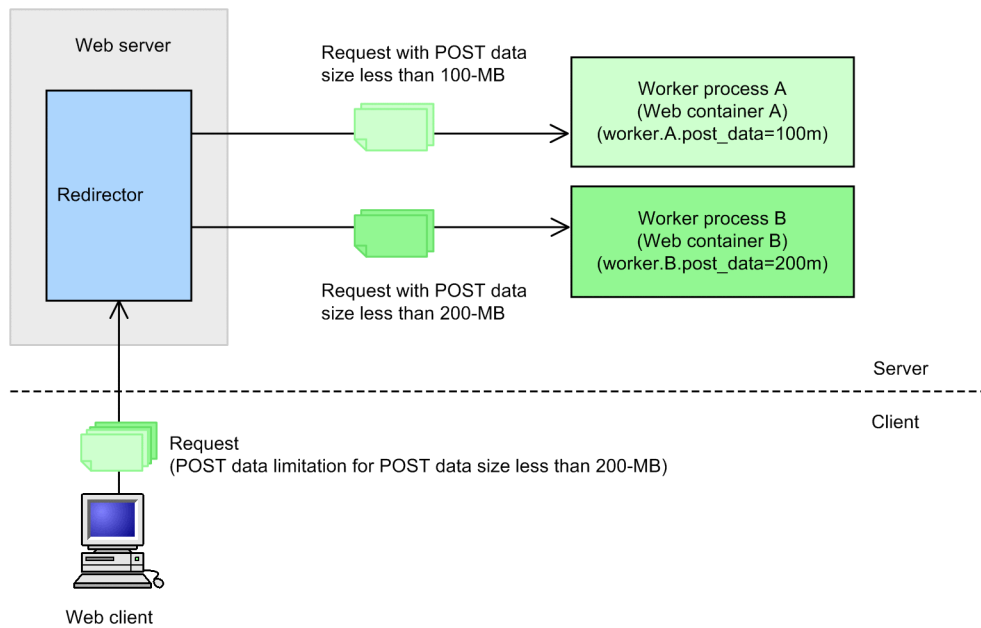 Web server
Redirector
Request with POST data
size less than 100-MB
Worker process A
(Web container A)
(worker.A.post_data=100m)
Worker process B
(Web container B)
(worker.B.post_data=200m)
Request with POST data
size less than 200-MB
Server
Client
Request
(POST data limitation for POST data size less than 200-MB)
Web client